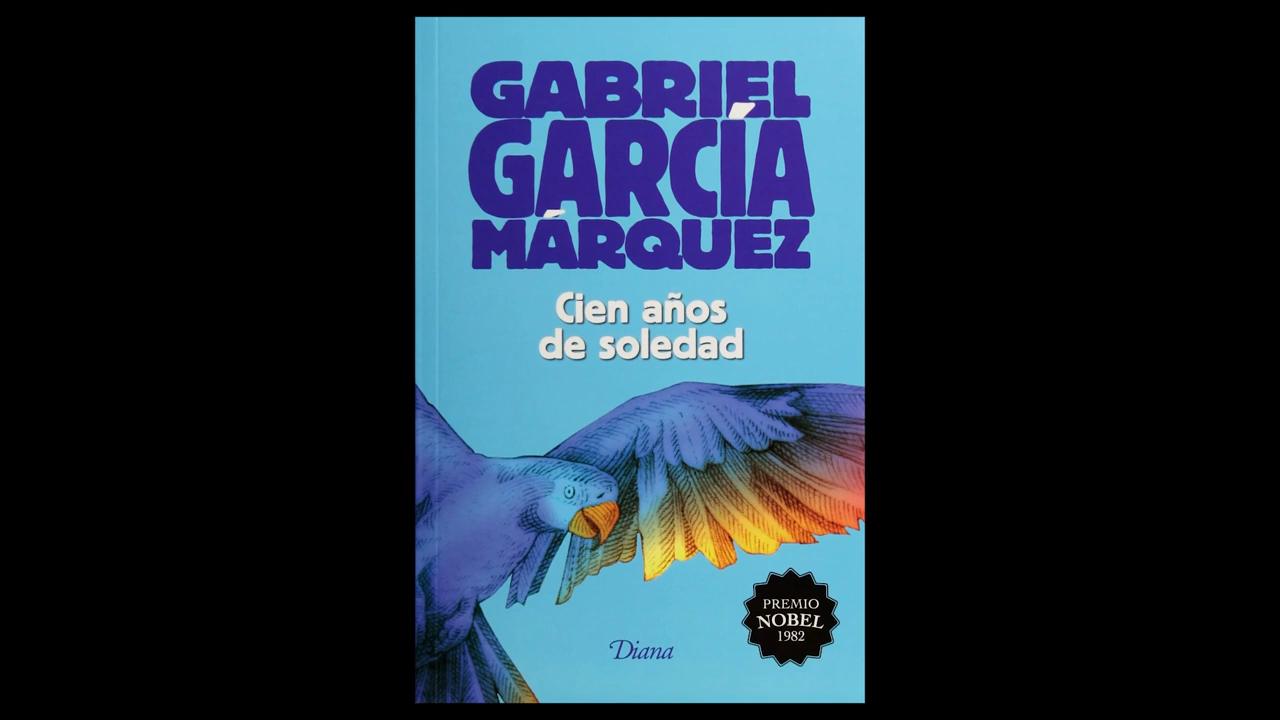 GABRIEL
GARCÍA
MÁRQUEZ
Cien años
de soledad
Diana
PREMIO
NOBEL
1982